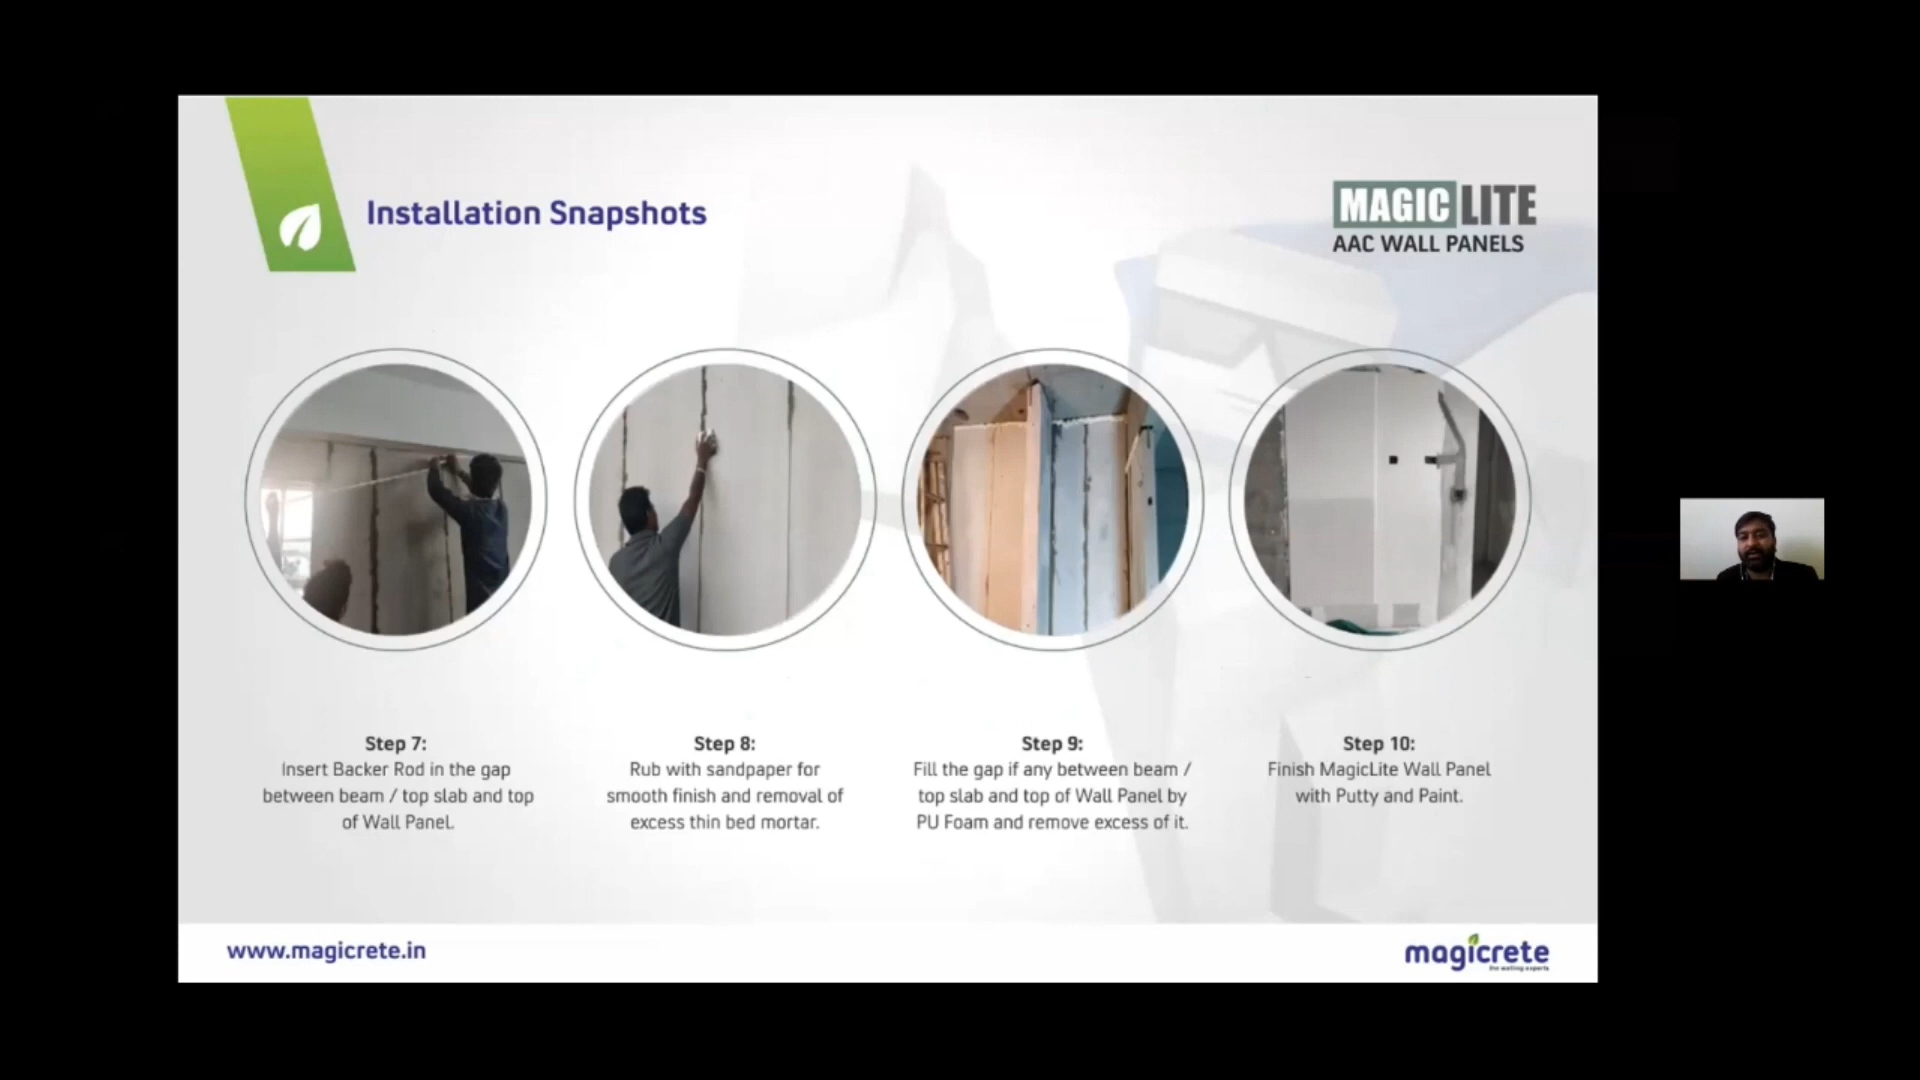 Installation Snapshots
MAGIC LITE
AAC WALL PANELS
Step 7:
Insert Backer Rod in the gap
between beam / top slab and top
of Wall Panel.
Step 8:
Rub with sandpaper for
smooth finish and removal of
excess thin bed mortar.
Step 9:
Fill the gap if any between beam /
top slab and top of Wall Panel by
PU Foam and remove excess of it.
Step 10:
Finish MagicLite Wall Panel
with Putty and Paint.
www.magicrete.in
magicrete
the walling experts